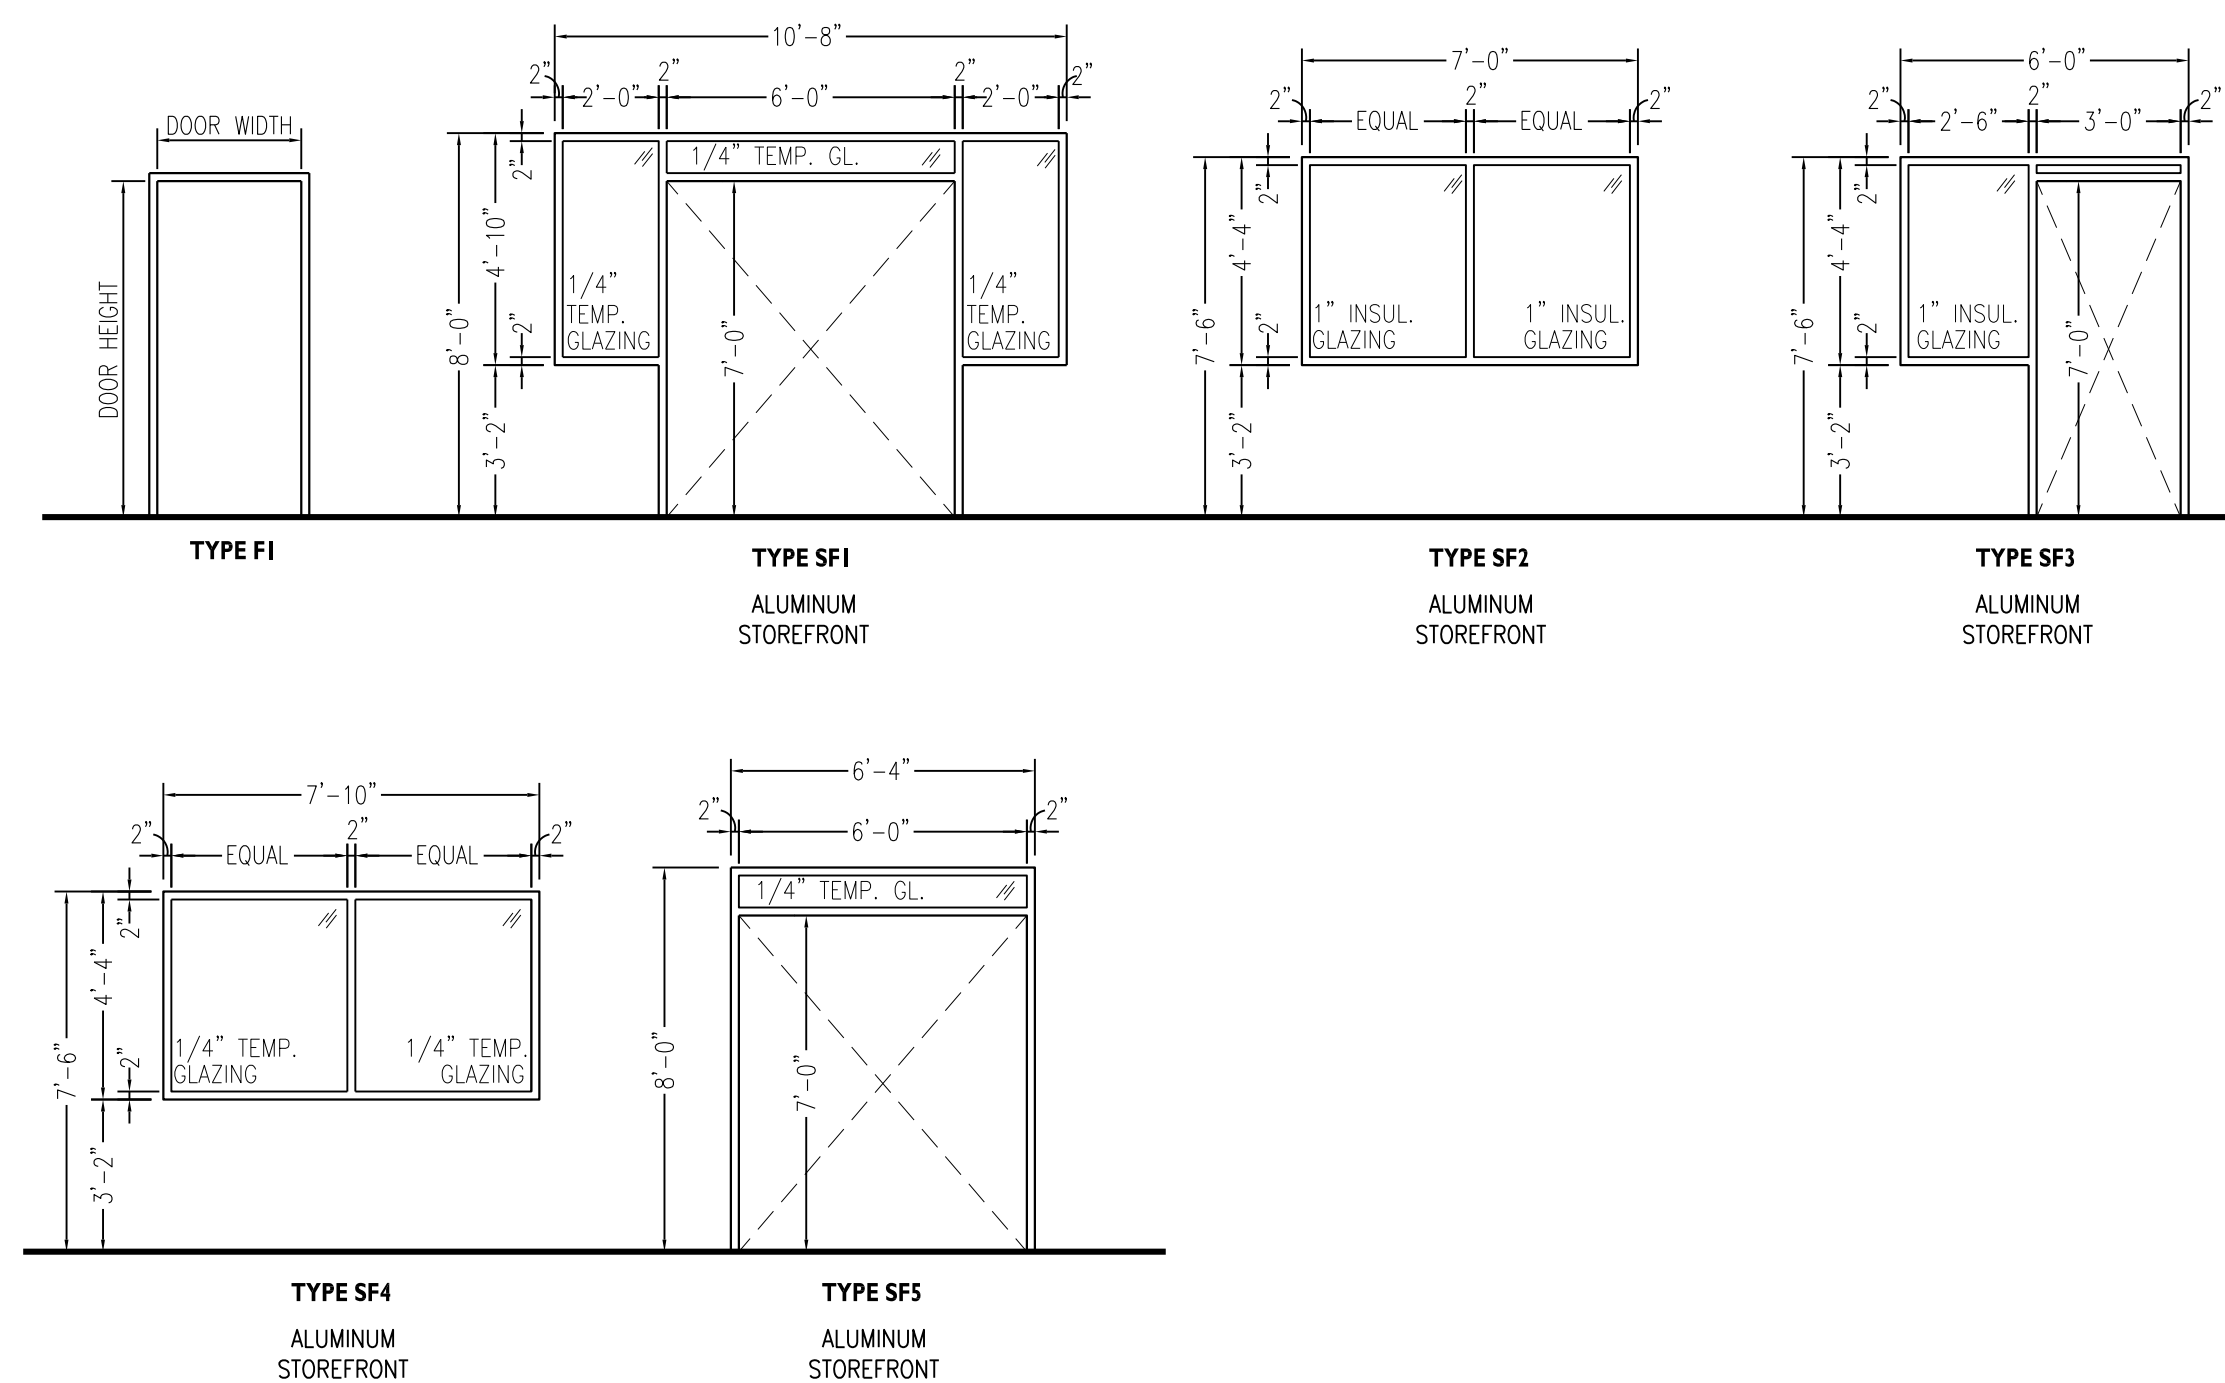 DOOR WIDTH
DOOR HEIGHT
TYPE F1
10'-8"
2"
2'-0"
2"
6'-0"
2"
2'-0"
2"
8'-0"
4'-10"
3'-2"
2"
2"
1/4" TEMP. GL.
1/4"
TEMP.
GLAZING
7'-0"
1/4"
TEMP.
GLAZING
TYPE SF1
ALUMINUM
STOREFRONT
7'-0"
2"
EQUAL
2"
EQUAL
2"
7'-6"
4'-4"
3'-2"
2"
2"
1" INSUL.
GLAZING
1" INSUL.
GLAZING
TYPE SF2
ALUMINUM
STOREFRONT
6'-0"
2"
2'-6"
2"
3'-0"
2"
7'-6"
4'-4"
3'-2"
2"
2"
1" INSUL.
GLAZING
7'-0"
TYPE SF3
ALUMINUM
STOREFRONT
7'-10"
2"
EQUAL
2"
EQUAL
2"
7'-6"
4'-4"
3'-2"
2"
2"
1/4" TEMP.
GLAZING
1/4" TEMP.
GLAZING
TYPE SF4
ALUMINUM
STOREFRONT
6'-4"
2"
6'-0"
2"
1/4" TEMP. GL.
8'-0"
7'-0"
TYPE SF5
ALUMINUM
STOREFRONT